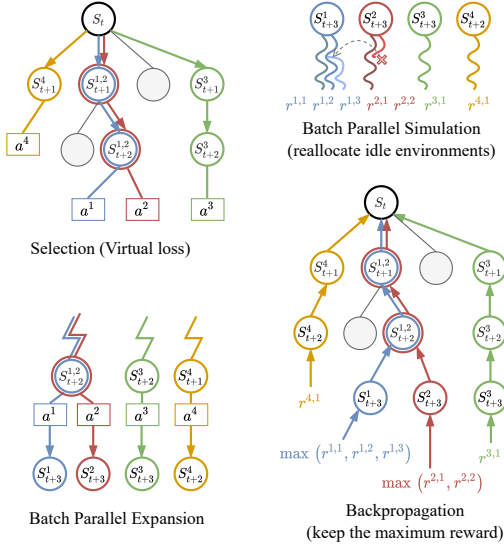 S_t
S^4_{t+1} S^{1,2}_{t+1} S^3_{t+1}
a^4 S^{1,2}_{t+2} S^3_{t+2}
a^1 a^2 a^3
Selection (Virtual loss)
S^1_{t+3} S^2_{t+3} S^3_{t+3} S^4_{t+2}
r^{1,1} r^{1,2} r^{1,3} r^{2,1} r^{2,2} r^{3,1} r^{4,1}
Batch Parallel Simulation
(reallocate idle environments)
S^{1,2}_{t+2} S^3_{t+2} S^4_{t+1}
a^1 a^2 a^3 a^4
S^1_{t+3} S^2_{t+3} S^3_{t+3} S^4_{t+2}
Batch Parallel Expansion
S_t
S^4_{t+1} S^{1,2}_{t+1} S^3_{t+1}
S^4_{t+2} S^{1,2}_{t+2} S^3_{t+2}
r^{4,1} S^1_{t+3} S^2_{t+3} S^3_{t+3}
max (r^{1,1}, r^{1,2}, r^{1,3}) r^{3,1}
max (r^{2,1}, r^{2,2})
Backpropagation
(keep the maximum reward)